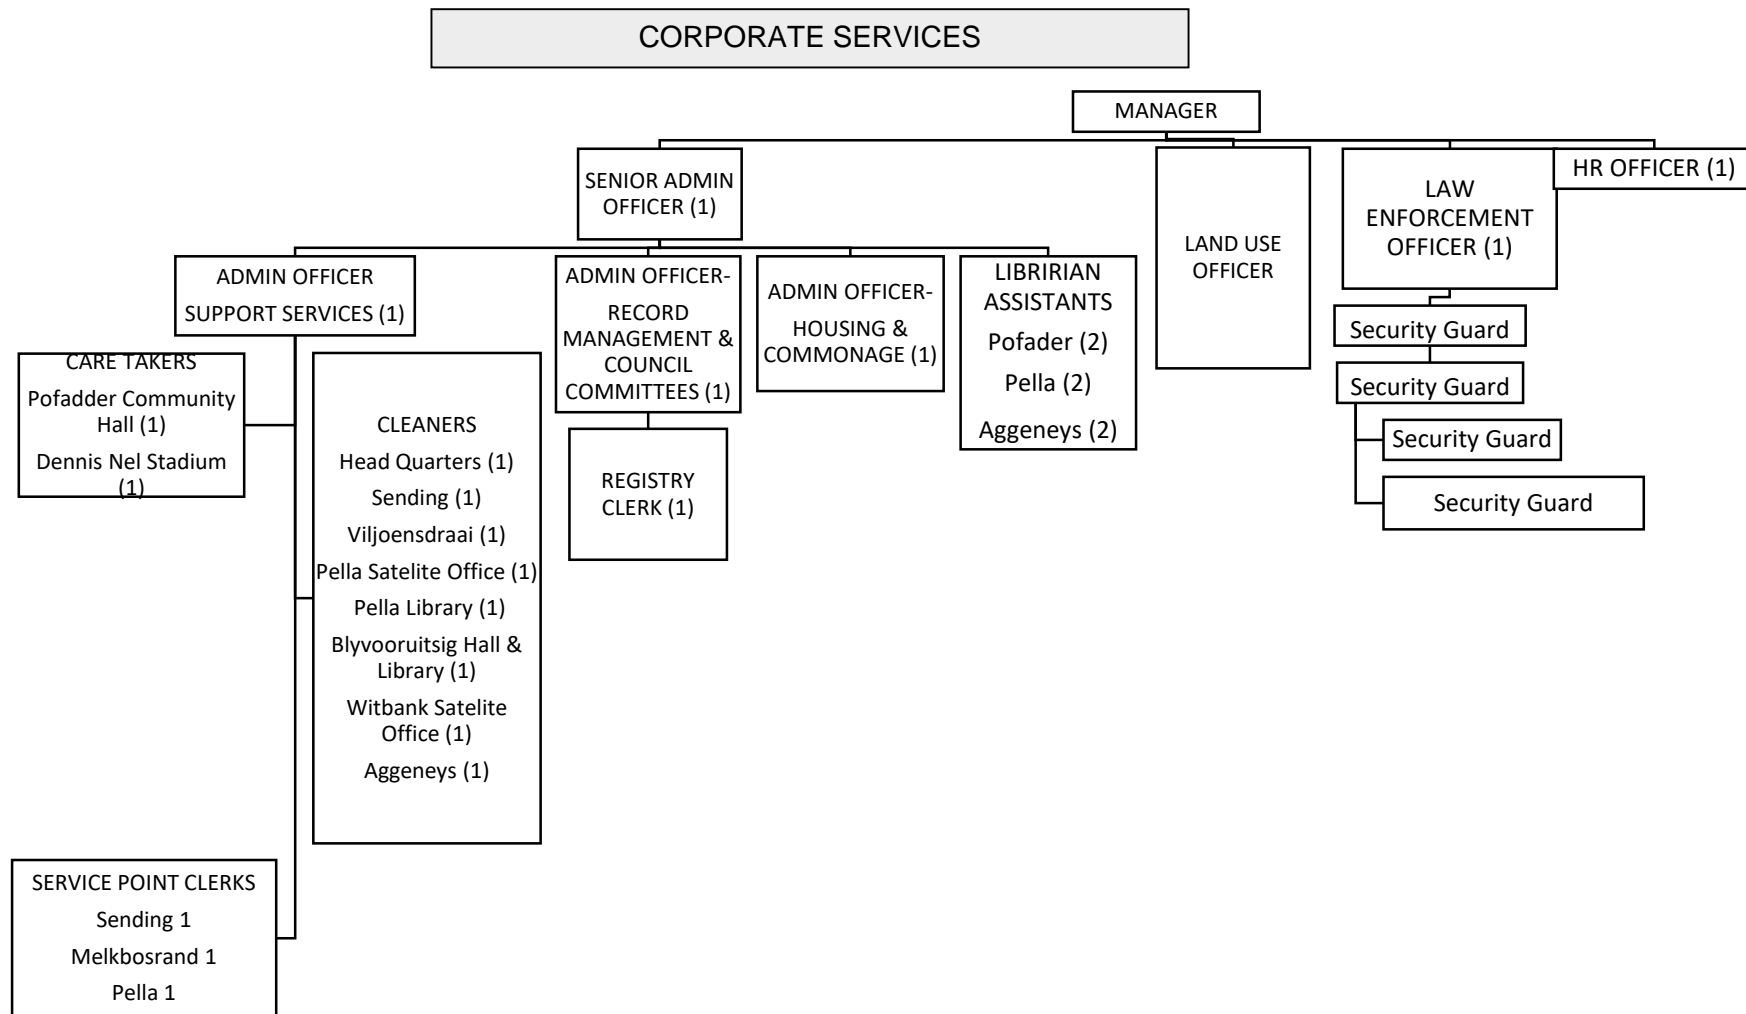 CORPORATE SERVICES
MANAGER
SENIOR ADMIN
OFFICER (1)
LAND USE
OFFICER
LAW
ENFORCEMENT
OFFICER (1)
HR OFFICER (1)
ADMIN OFFICER
SUPPORT SERVICES (1)
ADMIN OFFICER-
RECORD
MANAGEMENT &
COUNCIL
COMMITTEES (1)
ADMIN OFFICER-
HOUSING &
COMMONAGE (1)
LIBRIRIAN
ASSISTANTS
Pofader (2)
Pella (2)
Aggeneys (2)
Security Guard
Security Guard
Security Guard
Security Guard
CARE TAKERS
Pofadder Community
Hall (1)
Dennis Nel Stadium
(1)
CLEANERS
Head Quarters (1)
Sending (1)
Viljoensdraai (1)
Pella Satelite Office (1)
Pella Library (1)
Blyvooruitsig Hall &
Library (1)
Witbank Satelite
Office (1)
Aggeneys (1)
REGISTRY
CLERK (1)
SERVICE POINT CLERKS
Sending 1
Melkbosrand 1
Pella 1